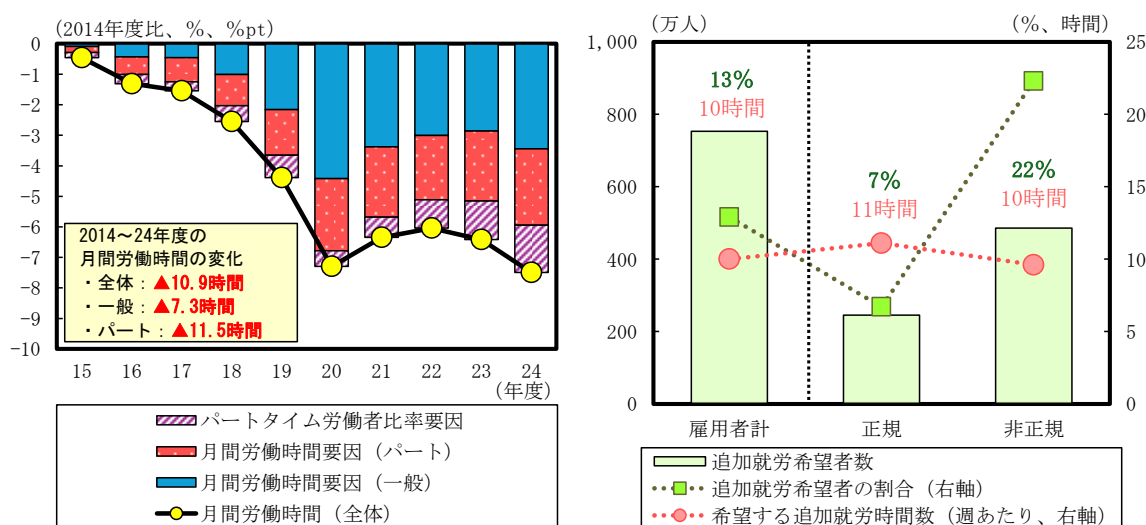 (2014年度比、%、%pt)
0
-1
-2
-3
-4
-5
-6
-7
-8
-9
-10
2014～24年度の
月間労働時間の変化
・全体：▲10.9時間
・一般：▲7.3時間
・パート：▲11.5時間
15 16 17 18 19 20 21 22 23 24
(年度)
パートタイム労働者比率要因
月間労働時間要因（パート）
月間労働時間要因（一般）
月間労働時間（全体）
(万人) (%、時間)
1,000
800
600
400
200
0
25
20
15
10
5
0
13%
10時間
7%
11時間
22%
10時間
雇用者計 正規 非正規
追加就労希望者数
追加就労希望者の割合（右軸）
希望する追加就労時間数（週あたり、右軸）